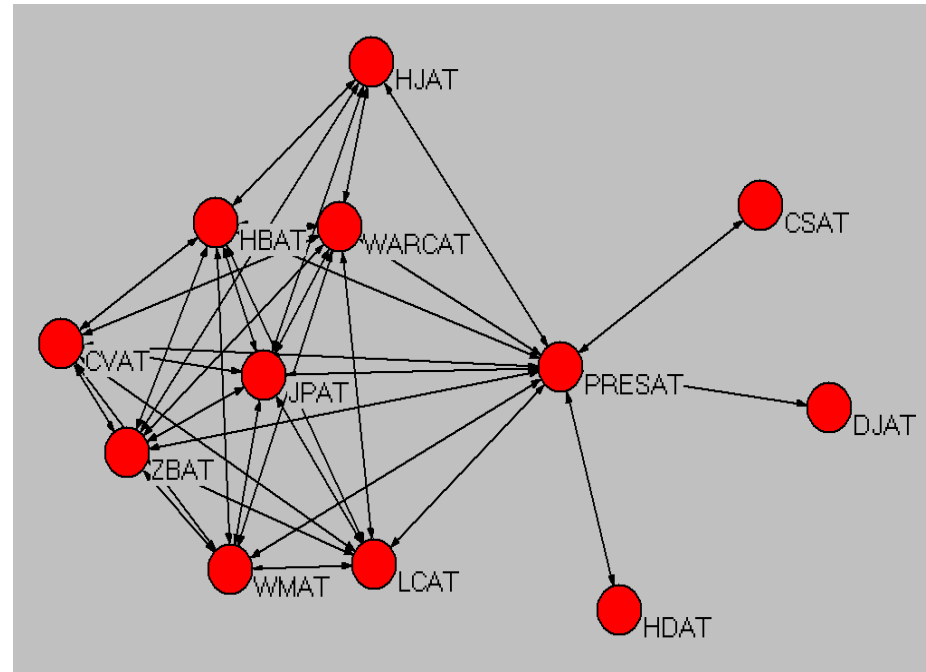 HJAT
CSAT
HBAT
WARCAT
CVAT
JPAT
PRESAT
DJAT
ZBAT
WMAT
LCAT
HDAT